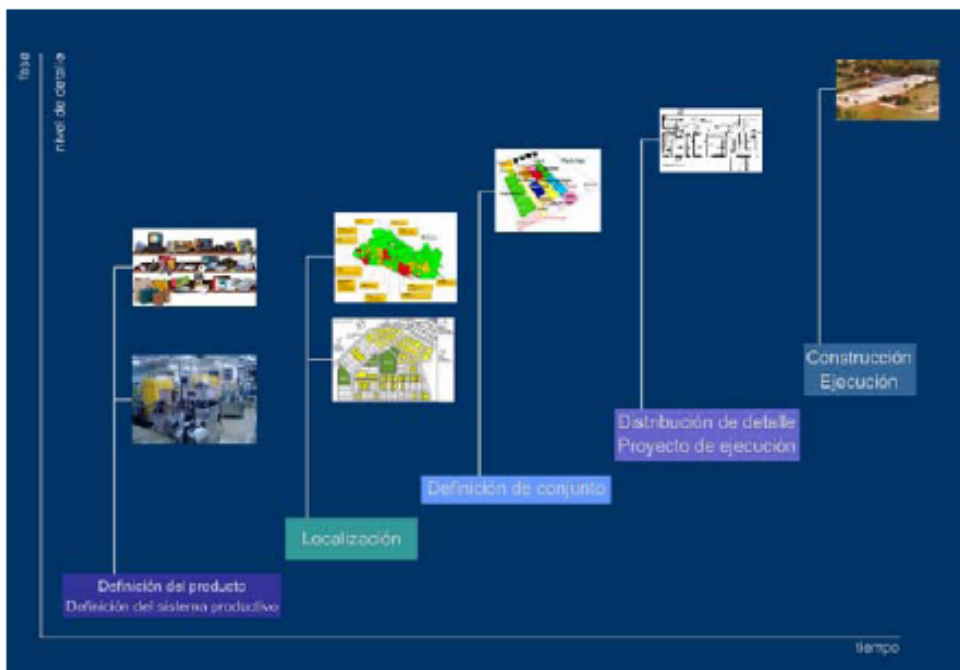 fase
nivel de detalle
Construcción
Ejecución
Distribución de detalle
Proyecto de ejecución
Definición de conjunto
Localización
Definición del producto
Definición del sistema productivo
tiempo